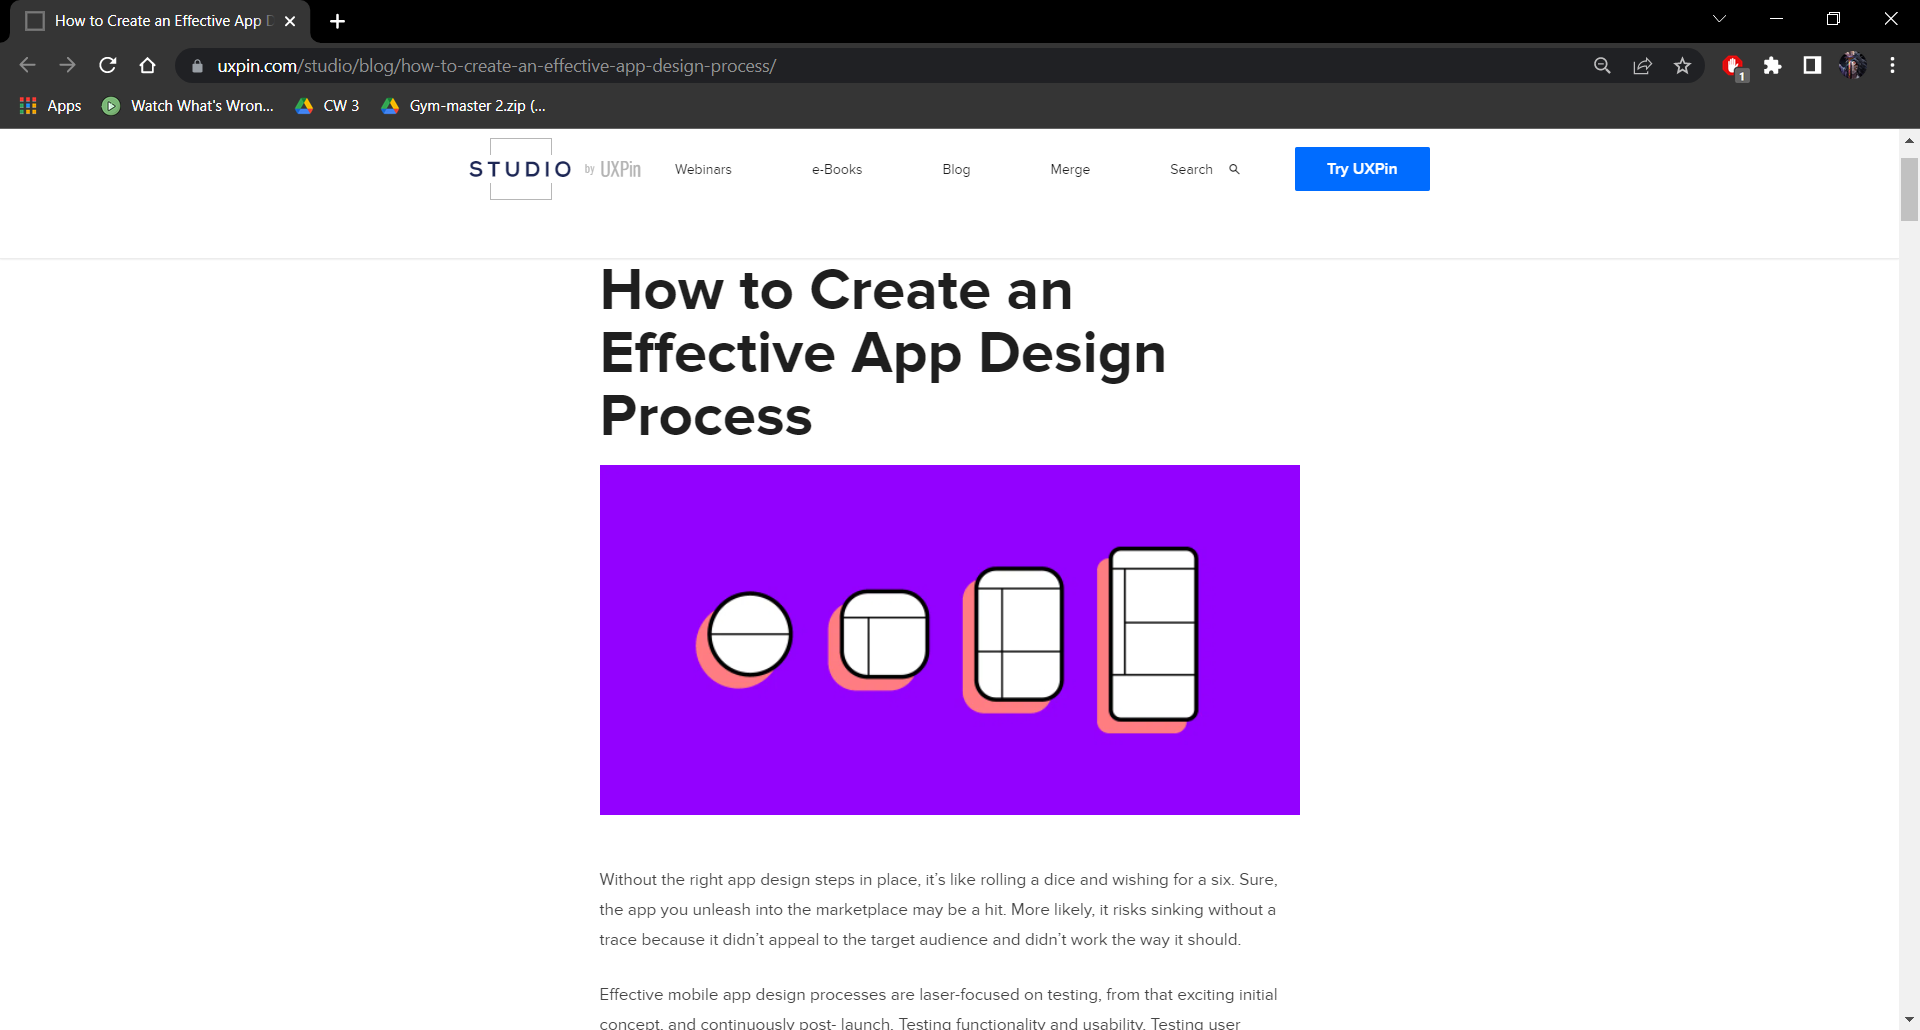 How to Create an Effective App D
uxpin.com/studio/blog/how-to-create-an-effective-app-design-process/
1
Apps
Watch What's Wron...
CW 3
Gym-master 2.zip (...
STUDIO by UXPin
Webinars
e-Books
Blog
Merge
Search
Try UXPin
How to Create an
Effective App Design
Process
Without the right app design steps in place, it’s like rolling a dice and wishing for a six. Sure,
the app you unleash into the marketplace may be a hit. More likely, it risks sinking without a
trace because it didn’t appeal to the target audience and didn’t work the way it should.
Effective mobile app design processes are laser-focused on testing, from that exciting initial
concept, and continuously post- launch. Testing functionality and usability. Testing user